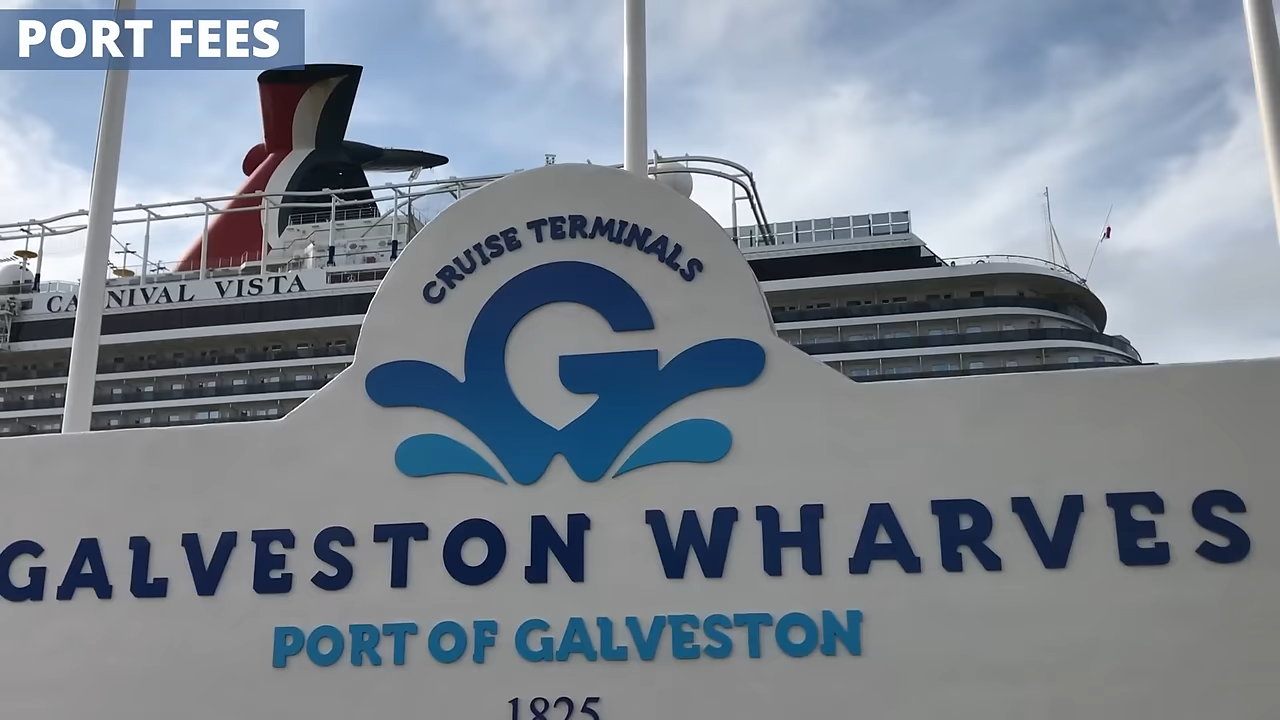 PORT FEES
CARNIVAL VISTA
CRUISE TERMINALS
G
GALVESTON WHARVES
PORT OF GALVESTON
1825